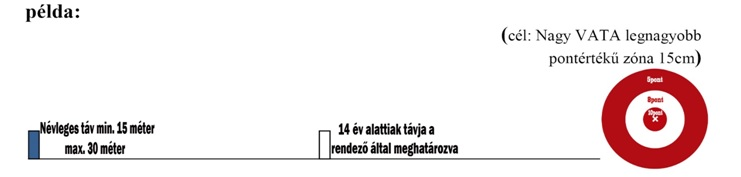 példa:
(cél: Nagy VATA legnagyobb
pontértékű zóna 15cm)
5pont
8pont
10pont
Névleges táv min. 15 méter
max. 30 méter
14 év alattiak távja a
rendező által meghatározva